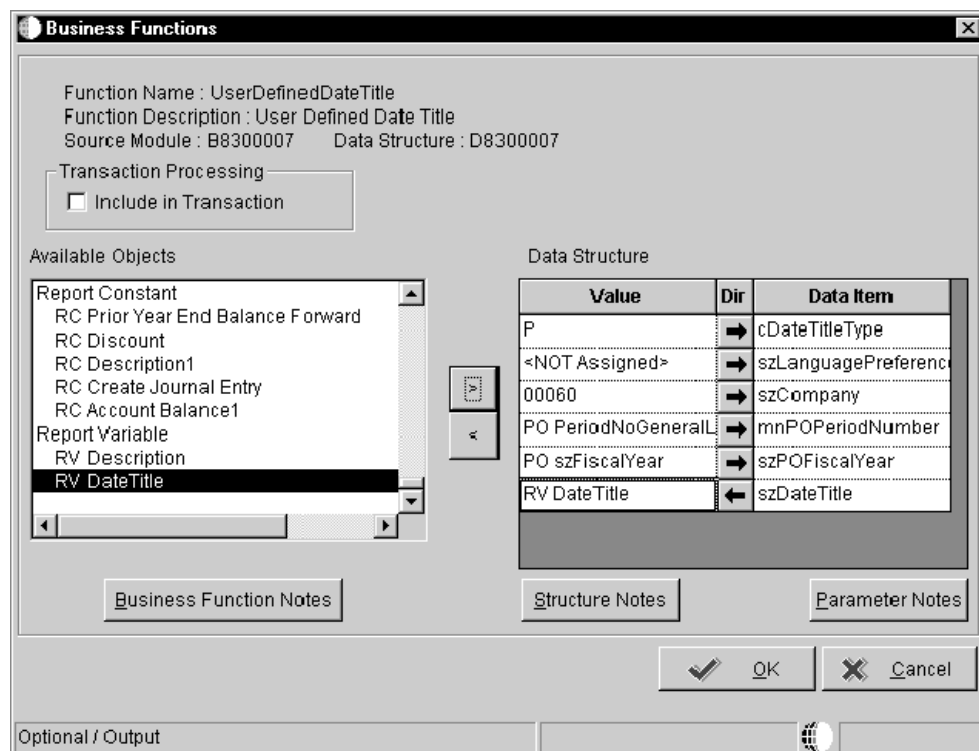 Business Functions
Function Name : UserDefinedDateTitle
Function Description : User Defined Date Title
Source Module : B8300007 Data Structure : D8300007
Transaction Processing
Include in Transaction
Available Objects
Report Constant
RC Prior Year End Balance Forward
RC Discount
RC Description1
RC Create Journal Entry
RC Account Balance1
Report Variable
RV Description
RV DateTitle
>
<
Data Structure
Value Dir Data Item
P cDateTitleType
<NOT Assigned> szLanguagePreferenc
00060 szCompany
PO PeriodNoGeneralL mnPOPeriodNumber
PO szFiscalYear szPOFiscalYear
RV DateTitle szDateTitle
Business Function Notes
Structure Notes
Parameter Notes
OK
Cancel
Optional / Output